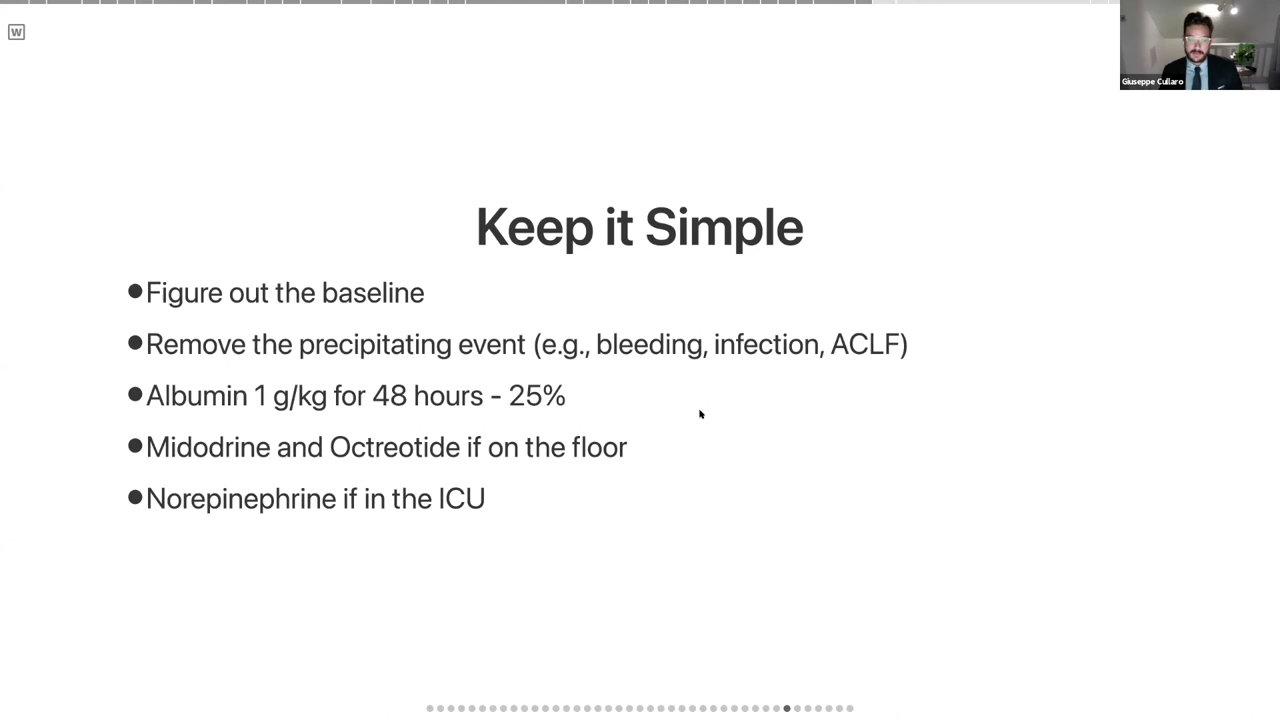 W
Giuseppe Cullaro
Keep it Simple
●Figure out the baseline
●Remove the precipitating event (e.g., bleeding, infection, ACLF)
●Albumin 1 g/kg for 48 hours - 25%
●Midodrine and Octreotide if on the floor
●Norepinephrine if in the ICU